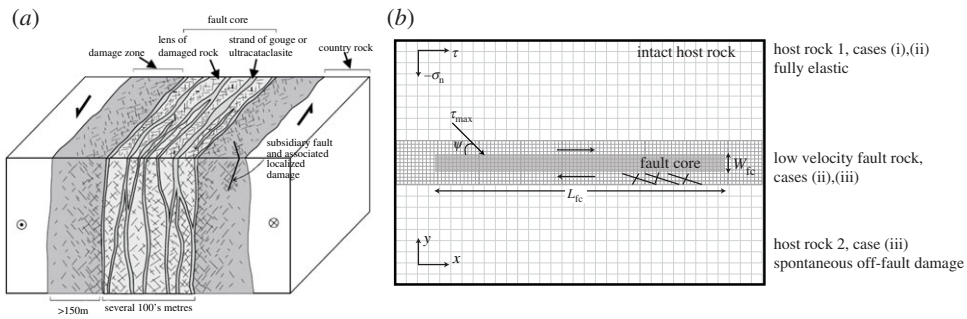 (a)
fault core
lens of
damaged rock
strand of gouge or
ultracataclasite
damage zone
country rock
subsidiary fault
and associated
localized
damage
>150m
several 100's metres
(b)
τ
−σn
intact host rock
τmax
ψ
fault core
Wfc
Lfc
y
x
host rock 1, cases (i),(ii)
fully elastic
low velocity fault rock,
cases (ii),(iii)
host rock 2, case (iii)
spontaneous off-fault damage